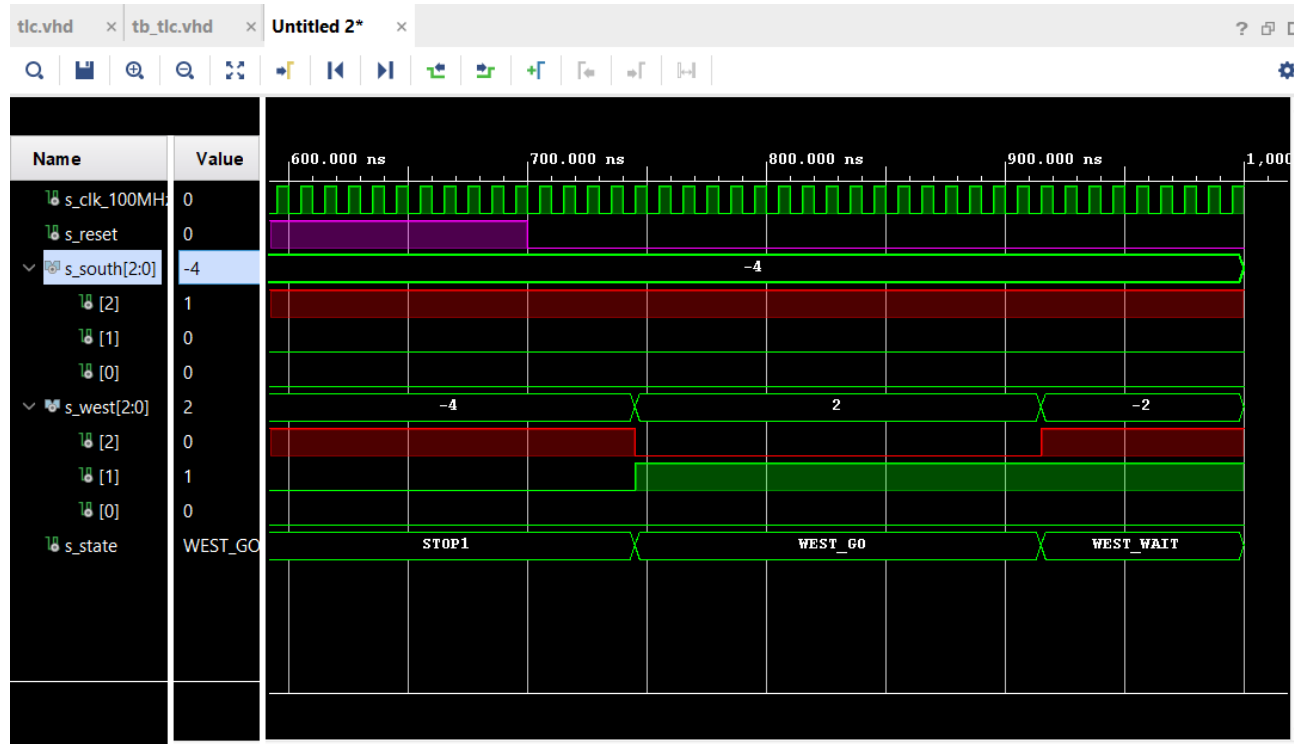 tlc.vhd × tb_tlc.vhd × Untitled 2* ×
?
Name Value 600.000 ns 700.000 ns 800.000 ns 900.000 ns 1,000
s_clk_100MHz 0
s_reset 0
s_south[2:0] -4 -4
[2] 1
[1] 0
[0] 0
s_west[2:0] 2 -4 2 -2
[2] 0
[1] 1
[0] 0
s_state WEST_GO STOP1 WEST_GO WEST_WAIT